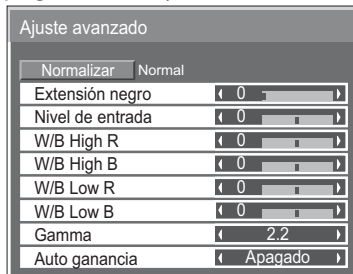 Ajuste avanzado
Normalizar Normal
Extensión negro 0
Nivel de entrada 0
W/B High R 0
W/B High B 0
W/B Low R 0
W/B Low B 0
Gamma 2.2
Auto ganancia Apagado